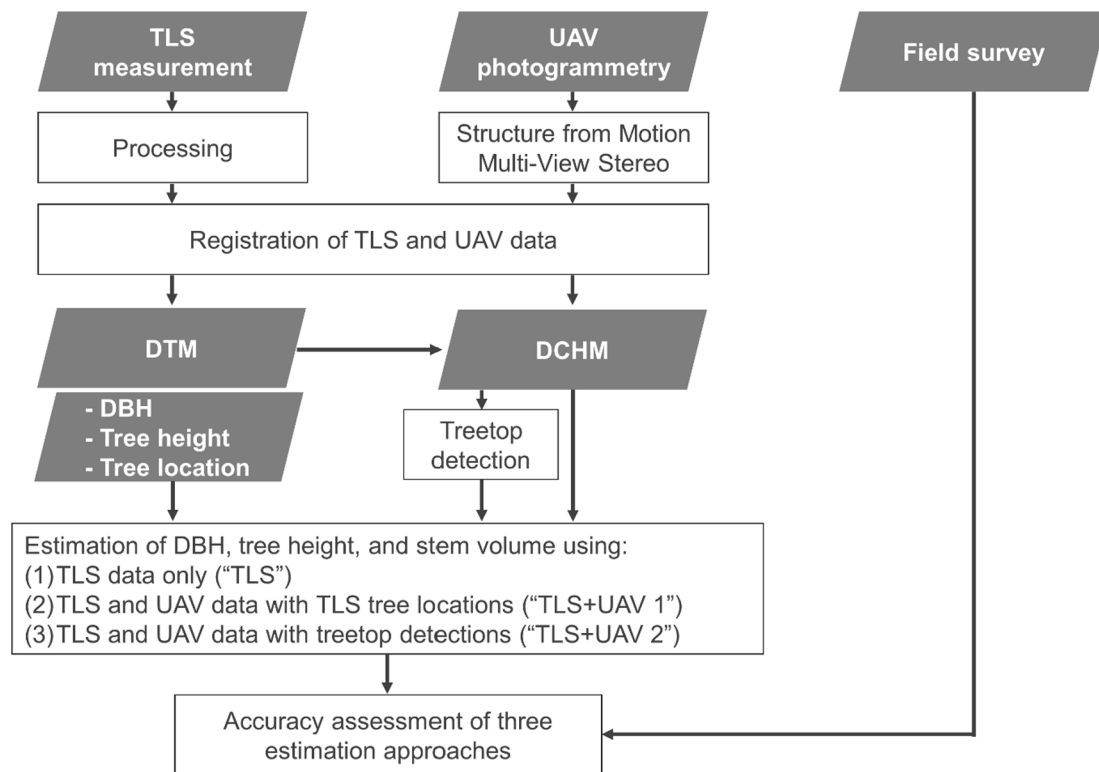 TLS
measurement
UAV
photogrammetry
Field survey
Processing
Structure from Motion
Multi-View Stereo
Registration of TLS and UAV data
DTM
DCHM
- DBH
- Tree height
- Tree location
Treetop
detection
Estimation of DBH, tree height, and stem volume using:
(1) TLS data only (“TLS”)
(2) TLS and UAV data with TLS tree locations (“TLS+UAV 1”)
(3) TLS and UAV data with treetop detections (“TLS+UAV 2”)
Accuracy assessment of three
estimation approaches